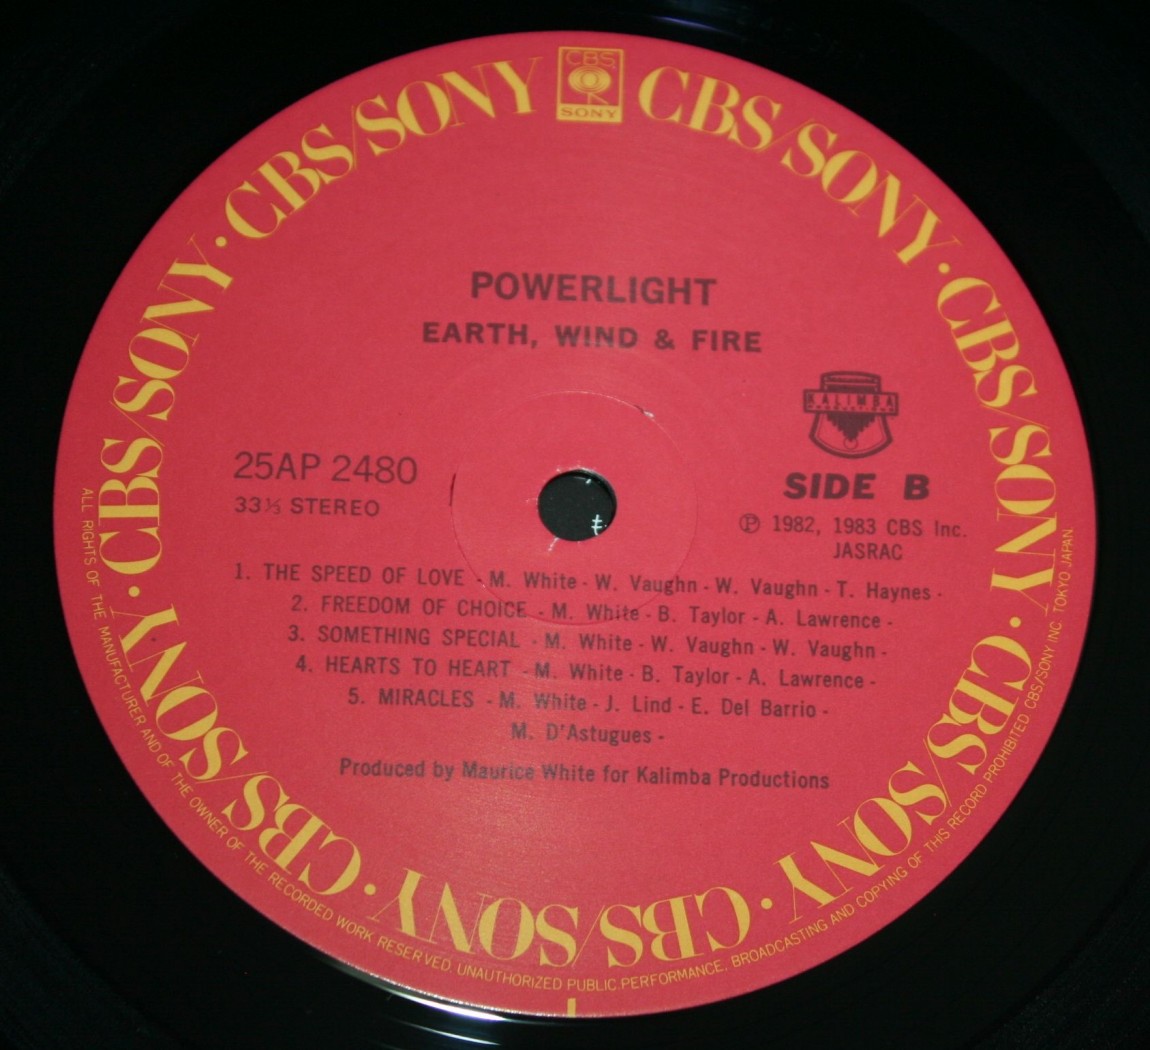 CBS
SONY
CBS/SONY · CBS/SONY · CBS/SONY · CBS/SONY · CBS/SONY · CBS/SONY · CBS/SONY · CBS/SONY
POWERLIGHT
EARTH, WIND & FIRE
KALIMBA
PRODUCTIONS
25AP 2480
33⅓ STEREO
SIDE B
Ⓟ 1982, 1983 CBS Inc.
JASRAC
1. THE SPEED OF LOVE - M. White - W. Vaughn - W. Vaughn - T. Haynes -
2. FREEDOM OF CHOICE - M. White - B. Taylor - A. Lawrence -
3. SOMETHING SPECIAL - M. White - W. Vaughn - W. Vaughn -
4. HEARTS TO HEART - M. White - B. Taylor - A. Lawrence -
5. MIRACLES - M. White - J. Lind - E. Del Barrio -
M. D'Astugues -
Produced by Maurice White for Kalimba Productions
ALL RIGHTS OF THE MANUFACTURER AND OF THE OWNER OF THE RECORDED WORK RESERVED. UNAUTHORIZED PUBLIC PERFORMANCE, BROADCASTING AND COPYING OF THIS RECORD PROHIBITED CBS/SONY INC. TOKYO JAPAN